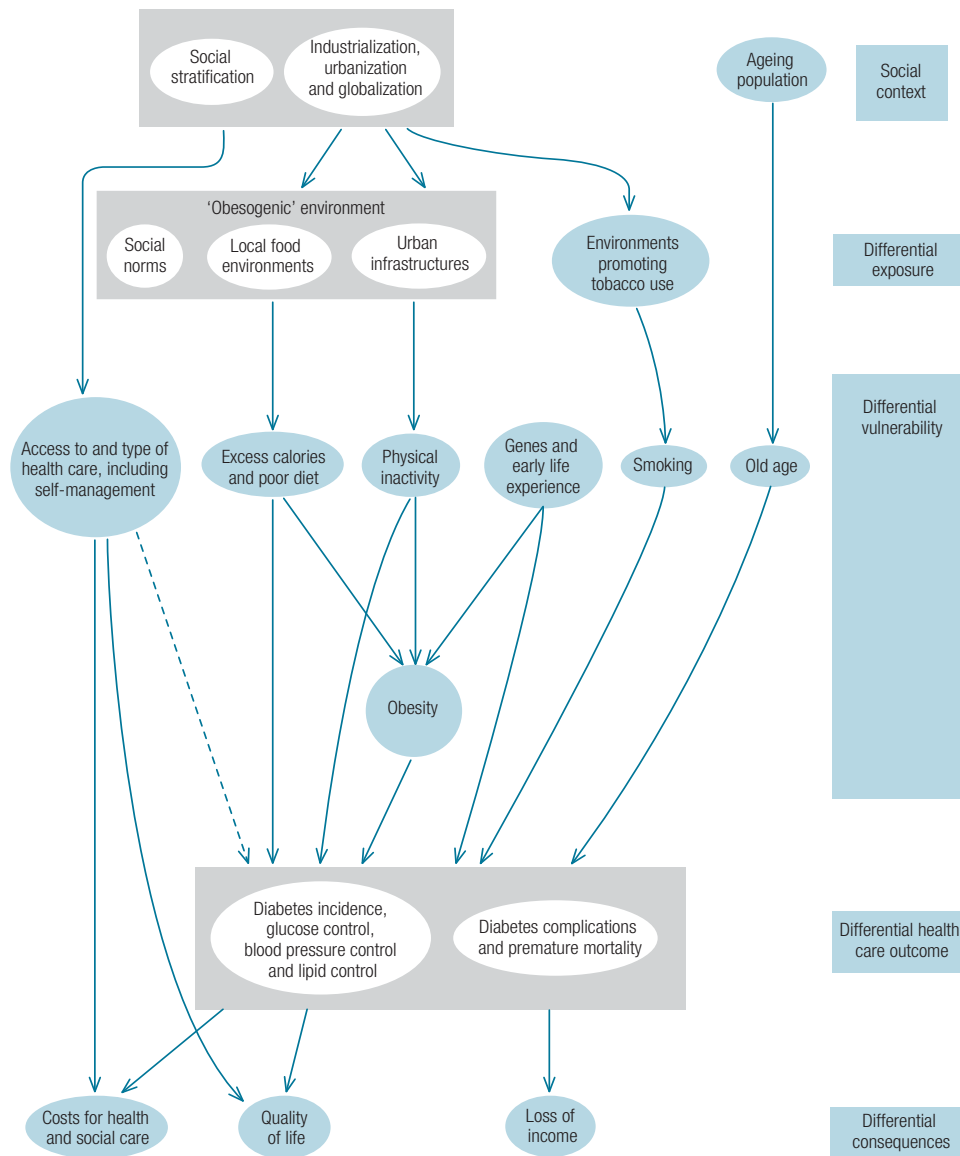 Social
stratification
Industrialization,
urbanization
and globalization
Ageing
population
Social
context
'Obesogenic' environment
Social
norms
Local food
environments
Urban
infrastructures
Environments
promoting
tobacco use
Differential
exposure
Differential
vulnerability
Access to and type of
health care, including
self-management
Excess calories
and poor diet
Physical
inactivity
Genes and
early life
experience
Smoking
Old age
Obesity
Diabetes incidence,
glucose control,
blood pressure control
and lipid control
Diabetes complications
and premature mortality
Differential health
care outcome
Costs for health
and social care
Quality
of life
Loss of
income
Differential
consequences